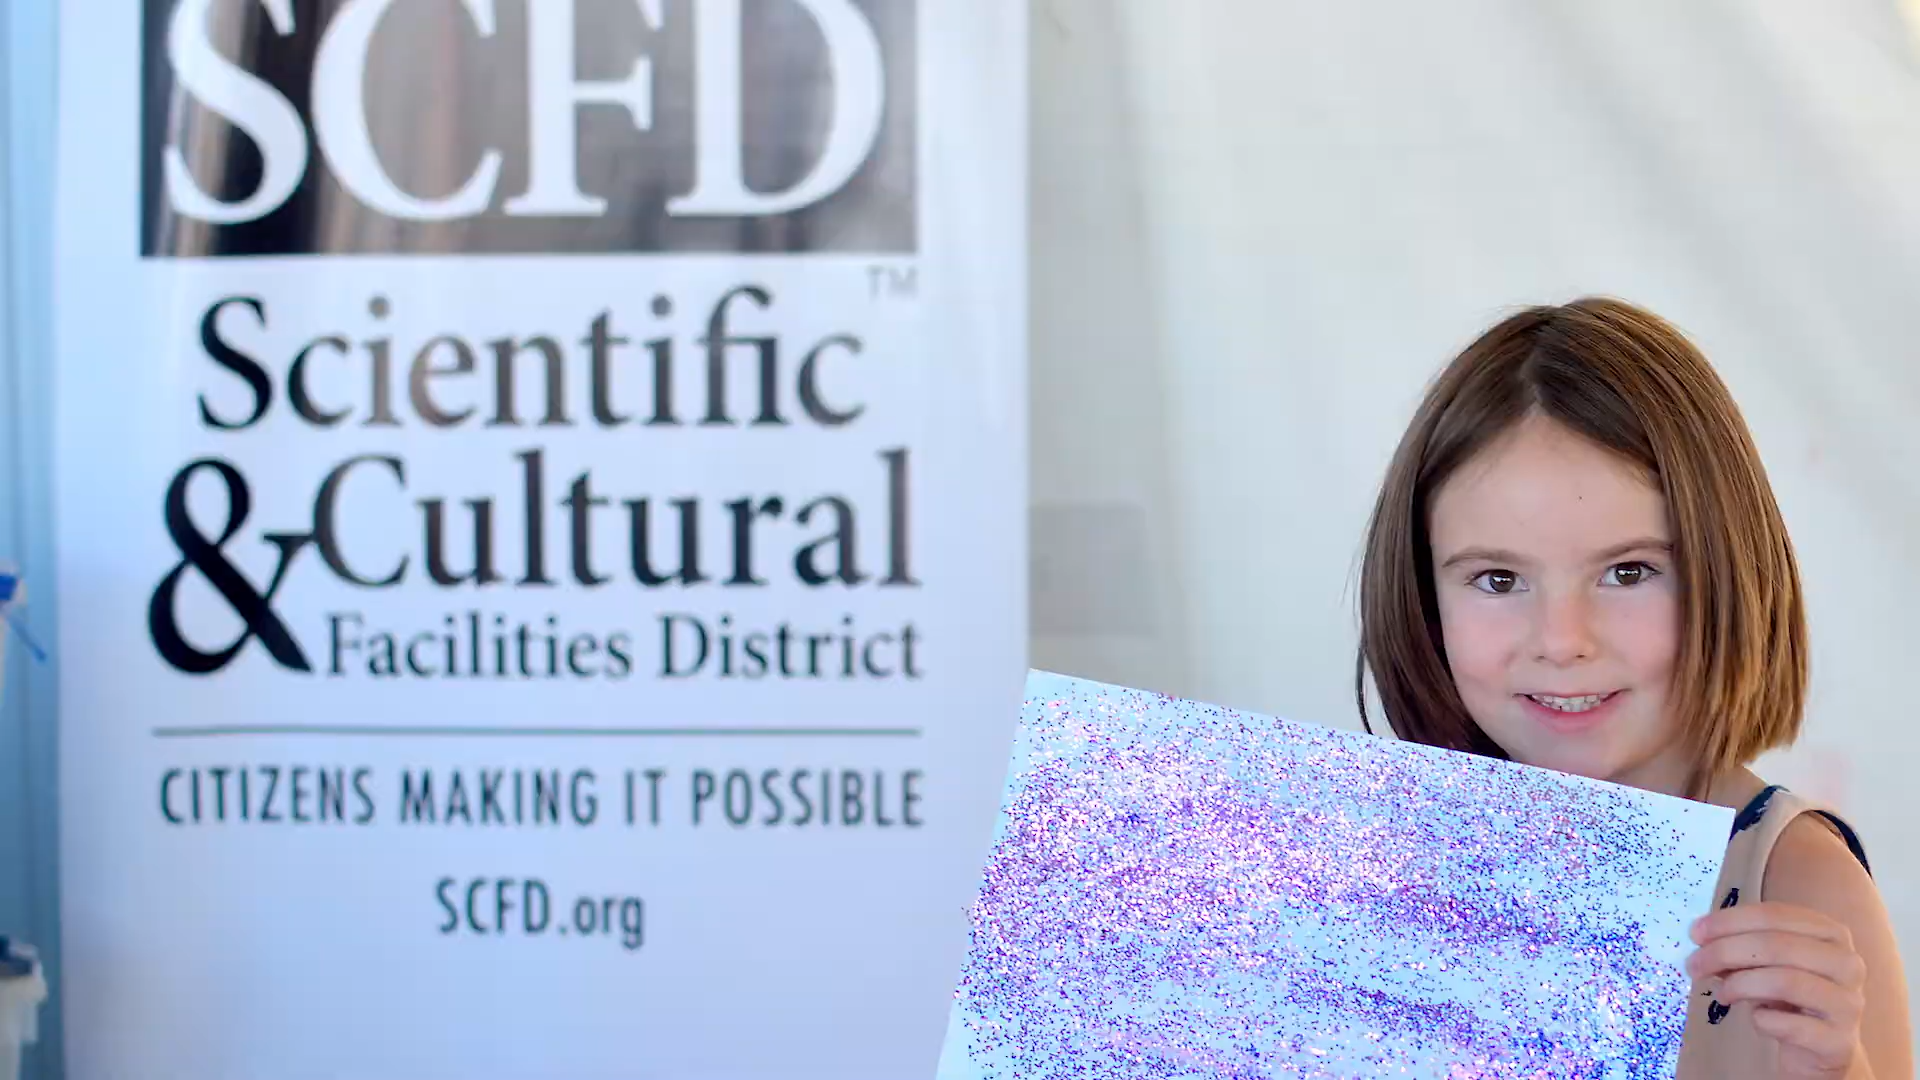 SCFD
TM
Scientific
&Cultural
Facilities District
CITIZENS MAKING IT POSSIBLE
SCFD.org